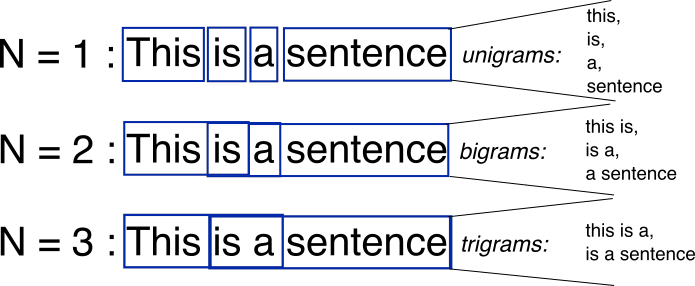 N = 1 : This is a sentence unigrams:
this,
is,
a,
sentence
N = 2 : This is a sentence bigrams:
this is,
is a,
a sentence
N = 3 : This is a sentence trigrams:
this is a,
is a sentence